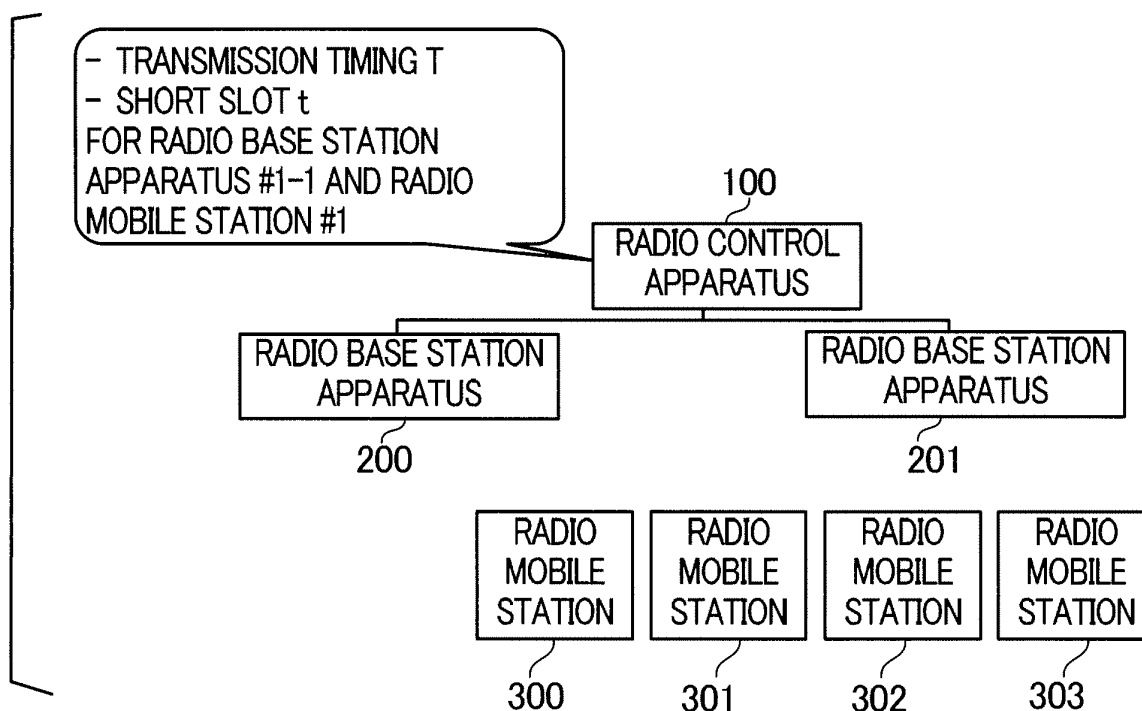 - TRANSMISSION TIMING T
- SHORT SLOT t
FOR RADIO BASE STATION
APPARATUS #1-1 AND RADIO
MOBILE STATION #1
100
RADIO CONTROL
APPARATUS
RADIO BASE STATION
APPARATUS
200
RADIO BASE STATION
APPARATUS
201
RADIO
MOBILE
STATION
300
RADIO
MOBILE
STATION
301
RADIO
MOBILE
STATION
302
RADIO
MOBILE
STATION
303